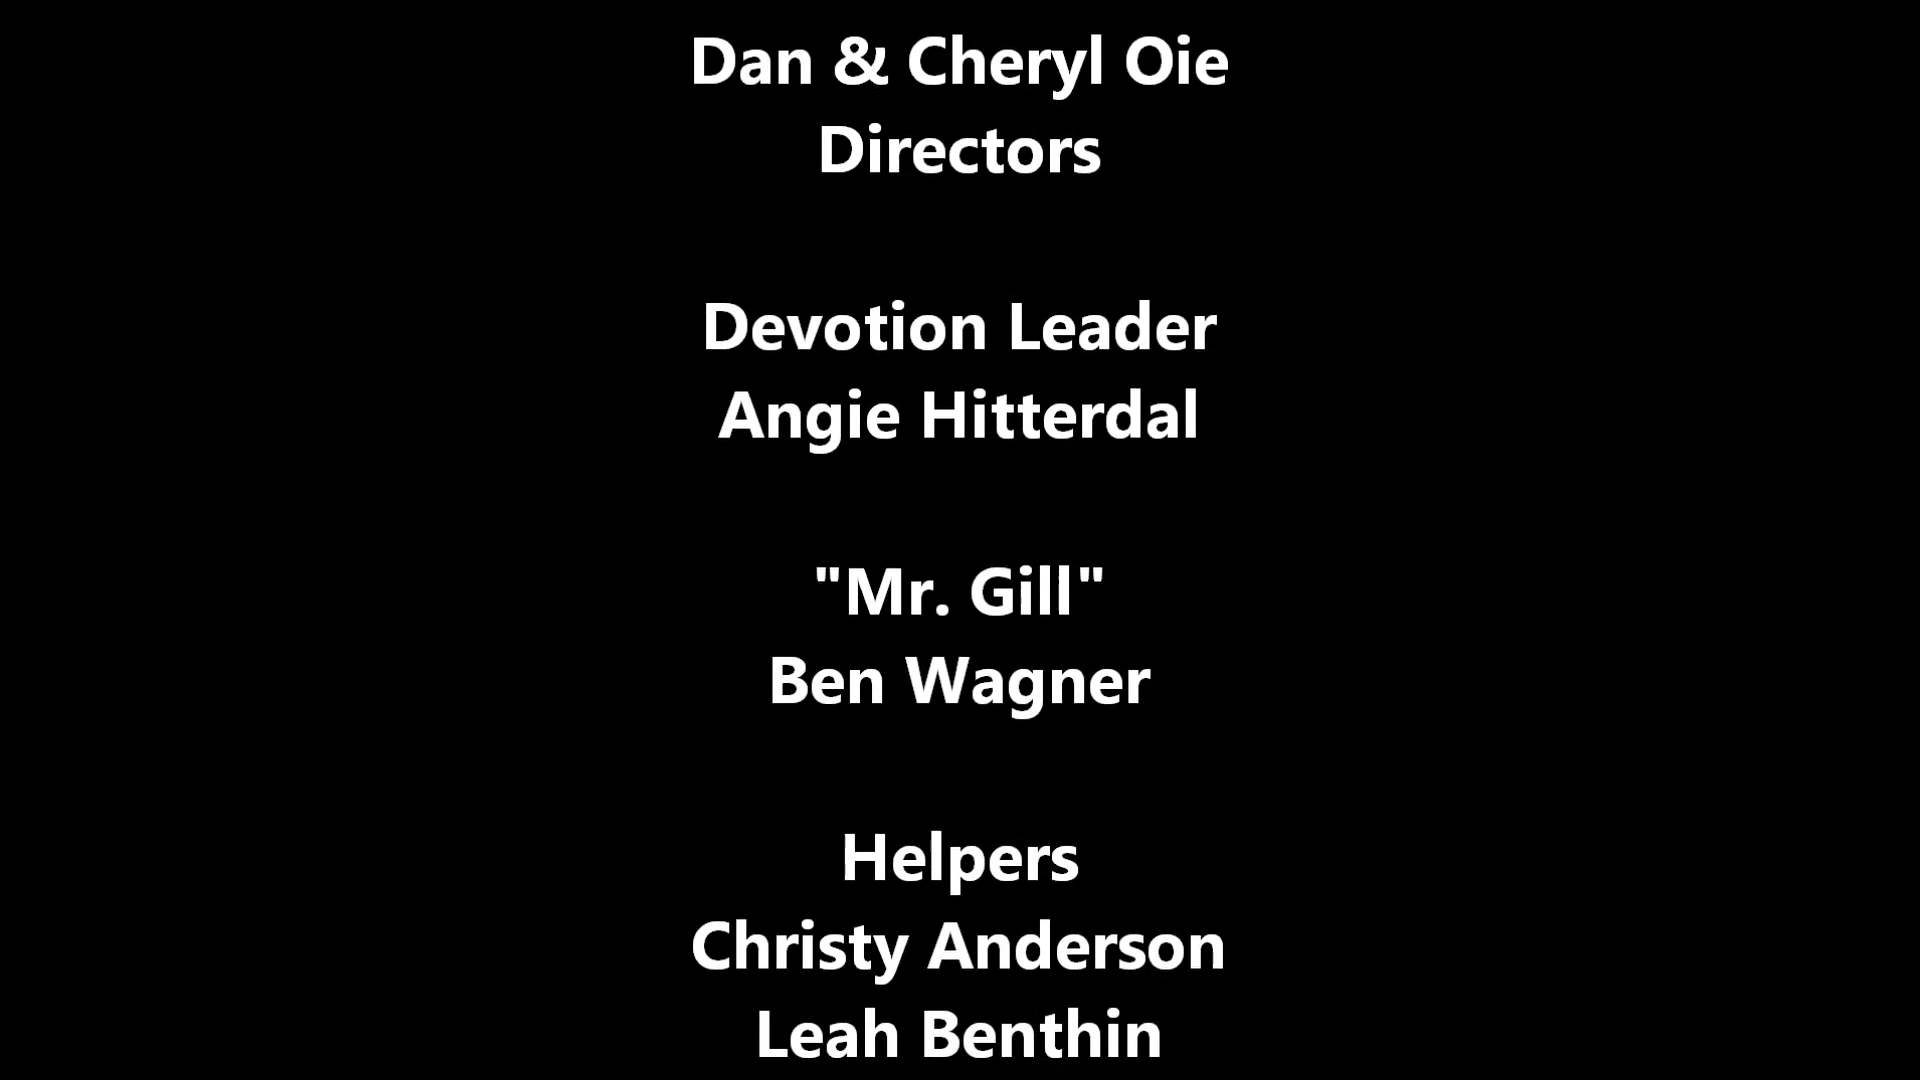 Dan & Cheryl Oie
Directors
Devotion Leader
Angie Hitterdal
"Mr. Gill"
Ben Wagner
Helpers
Christy Anderson
Leah Benthin